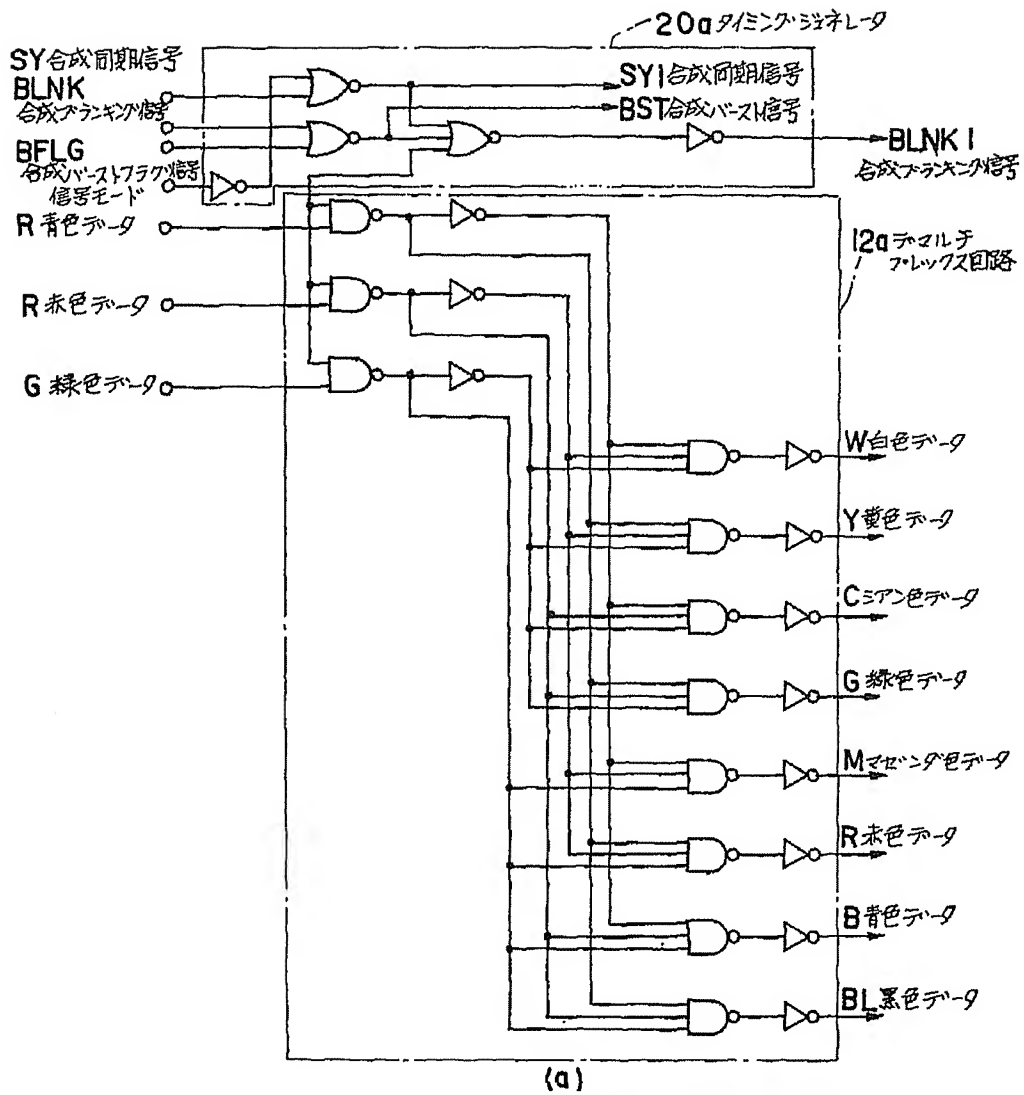 20a タイミング・ジェネレータ
SY 合成同期信号
BLNK
合成ブランキング信号
BFLG
合成バーストフラグ信号
信号モード
SYI 合成同期信号
BST 合成バースト信号
BLNKI
合成ブランキング信号
R 青色データ
12a デマルチ
プレックス回路
R 赤色データ
G 緑色データ
W 白色データ
Y 黄色データ
C シアン色データ
G 緑色データ
M マゼンダ色データ
R 赤色データ
B 青色データ
BL 黒色データ
(a)